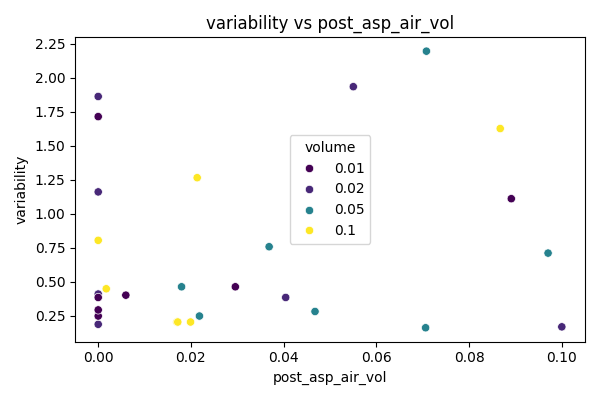 variability vs post_asp_air_vol
2.25
2.00
1.75
1.50
1.25
1.00
0.75
0.50
0.25
variability
volume
0.01
0.02
0.05
0.1
0.00 0.02 0.04 0.06 0.08 0.10
post_asp_air_vol